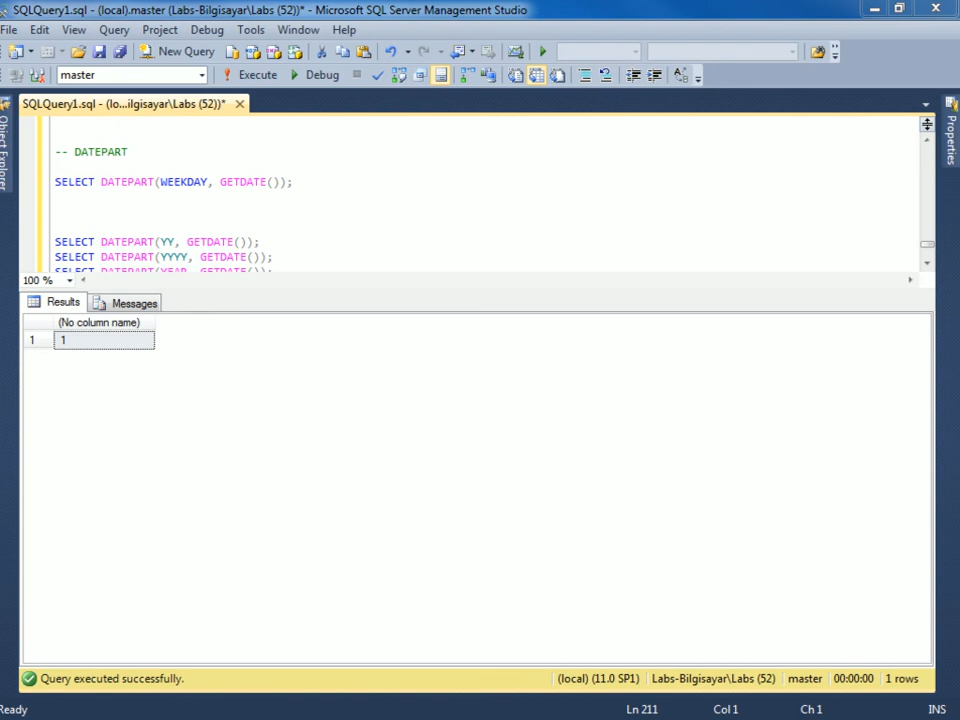 SQLQuery1.sql - (local).master (Labs-Bilgisayar\Labs (52))* - Microsoft SQL Server Management Studio
File Edit View Query Project Debug Tools Window Help
New Query
master Execute Debug
SQLQuery1.sql - (lo...ilgisayar\Labs (52))*
Object Explorer
Properties
-- DATEPART
SELECT DATEPART(WEEKDAY, GETDATE());
SELECT DATEPART(YY, GETDATE());
SELECT DATEPART(YYYY, GETDATE());
SELECT DATEPART(YEAR, GETDATE());
100 %
Results Messages
(No column name)
1 1
Query executed successfully. (local) (11.0 SP1) Labs-Bilgisayar\Labs (52) master 00:00:00 1 rows
Ready Ln 211 Col 1 Ch 1 INS